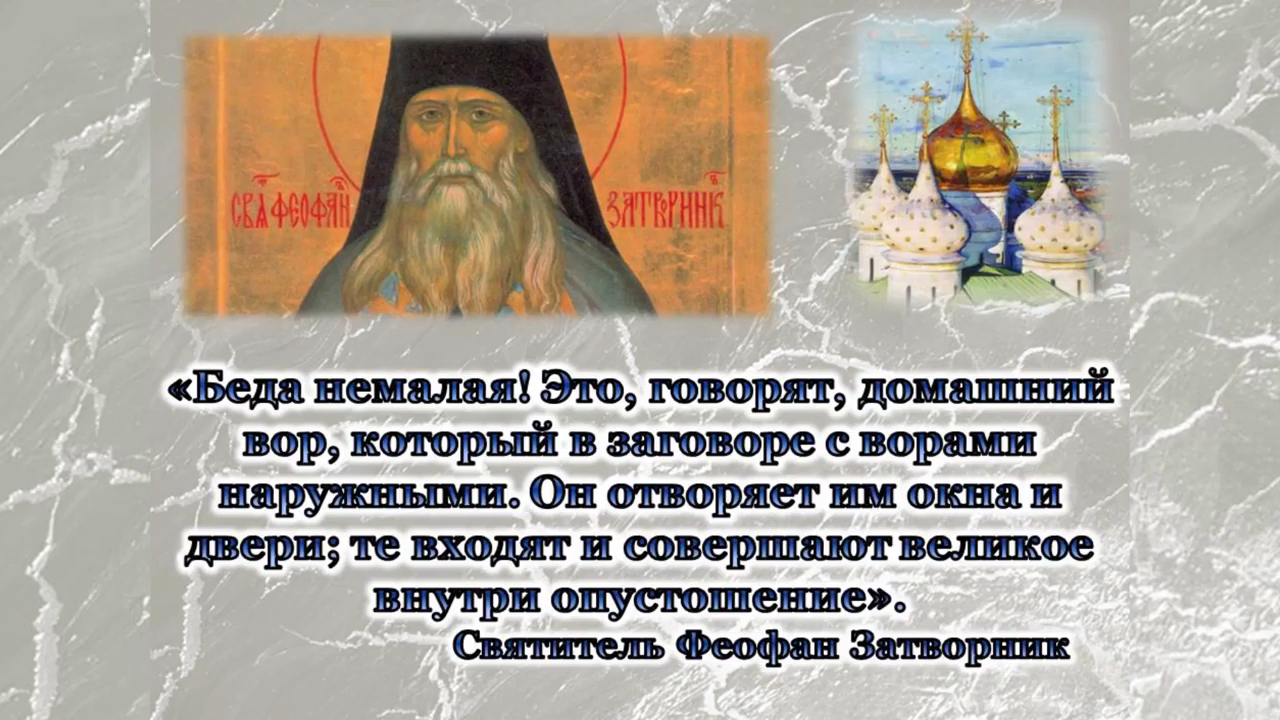 СВЯ ФЕОФАН
ЗАТВОРНИК
«Беда немалая! Это, говорят, домашний
вор, который в заговоре с ворами
наружными. Он отворяет им окна и
двери; те входят и совершают великое
внутри опустошение».
Святитель Феофан Затворник